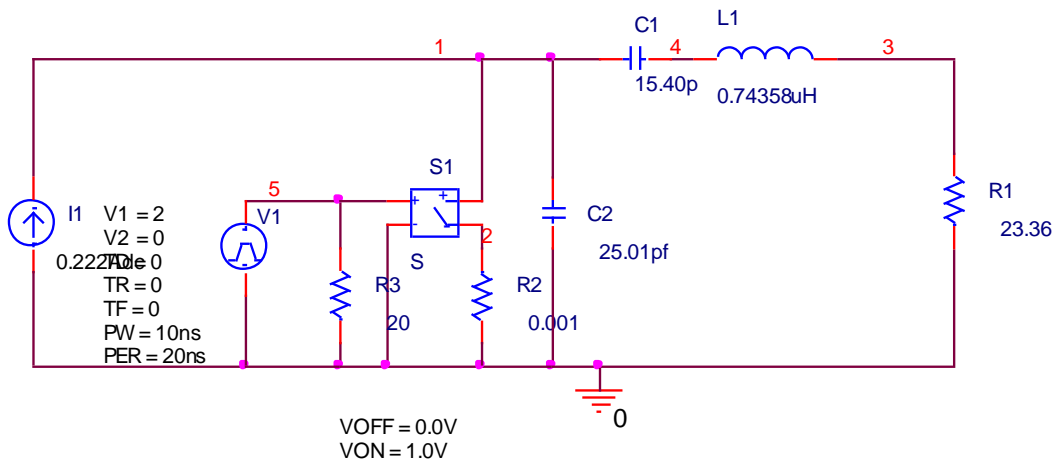 C1
L1
1
4
3
15.40p
0.74358uH
S1
5
I1
V1 = 2
V1
+
+
-
2
C2
R1
V2 = 0
S
25.01pf
23.36
0.222Adc
TD = 0
TR = 0
R3
R2
TF = 0
20
0.001
PW = 10ns
PER = 20ns
0
VOFF = 0.0V
VON = 1.0V